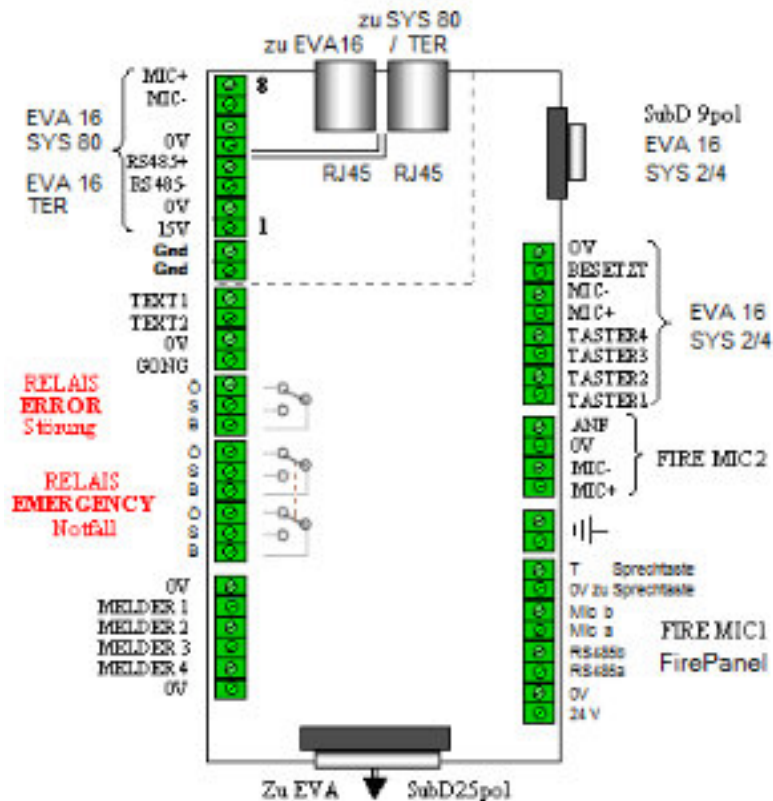 zu SYS 80
zu EVA16 / TER
MIC+
MIC-
0V
RS485+
RS485-
0V
15V
8
1
EVA 16
SYS 80
EVA 16
TER
RJ45 RJ45
Gnd
Gnd
TEXT1
TEXT2
0V
GONG
RELAIS
ERROR
Störung
O
S
B
RELAIS
EMERGENCY
Notfall
O
S
B
O
S
B
0V
MELDER 1
MELDER 2
MELDER 3
MELDER 4
0V
SubD 9pol
EVA 16
SYS 2/4
0V
BESETZT
MIC-
MIC+
TASTER4
TASTER3
TASTER2
TASTER1
EVA 16
SYS 2/4
ANF
0V
MIC-
MIC+
FIRE MIC2
T Sprechtaste
0V zu Sprechtaste
Mic b
Mic a
RS485b
RS485a
0V
24 V
FIRE MIC1
FirePanel
Zu EVA SubD25pol